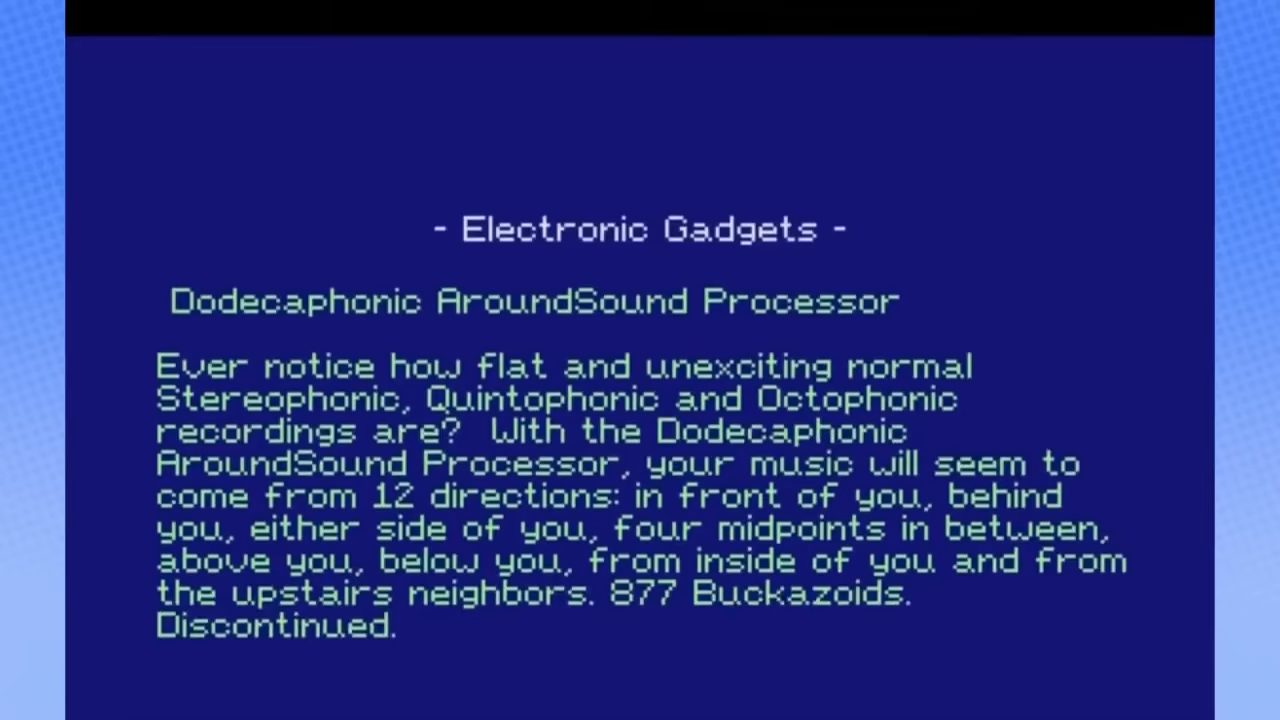 - Electronic Gadgets -
Dodecaphonic AroundSound Processor
Ever notice how flat and unexciting normal
Stereophonic, Quintophonic and Octophonic
recordings are?  With the Dodecaphonic
AroundSound Processor, your music will seem to
come from 12 directions: in front of you, behind
you, either side of you, four midpoints in between,
above you, below you, from inside of you and from
the upstairs neighbors. 877 Buckazoids.
Discontinued.